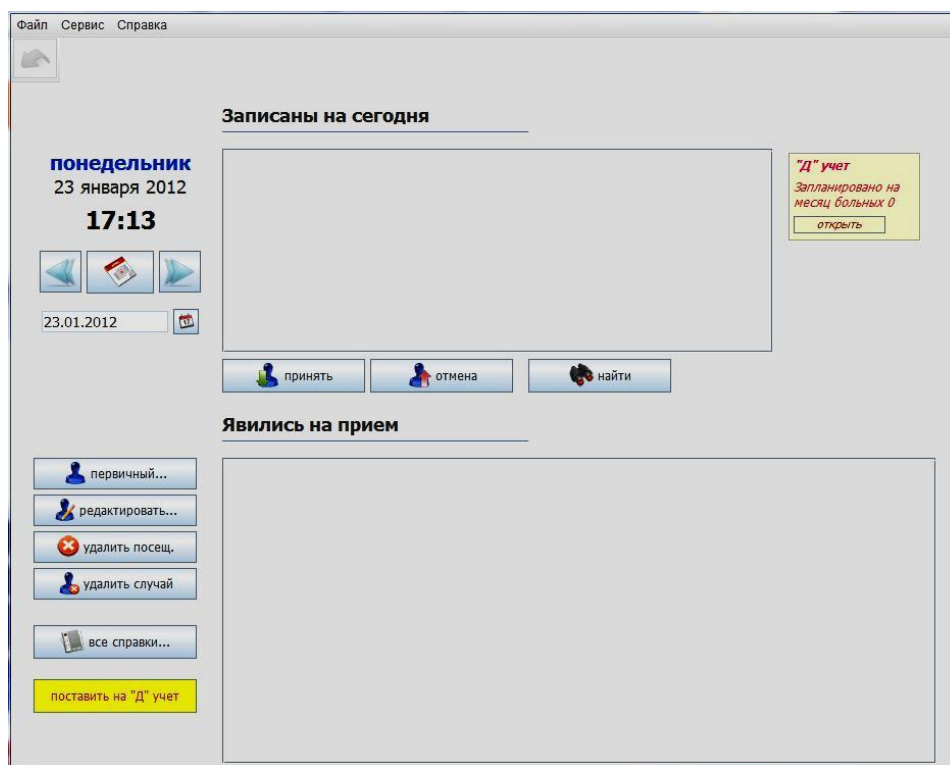 Файл Сервис Справка
Записаны на сегодня
понедельник
23 января 2012
17:13
23.01.2012
"Д" учет
Запланировано на
месяц больных 0
открыть
принять отмена найти
Явились на прием
первичный...
редактировать...
удалить посещ.
удалить случай
все справки...
поставить на "Д" учет